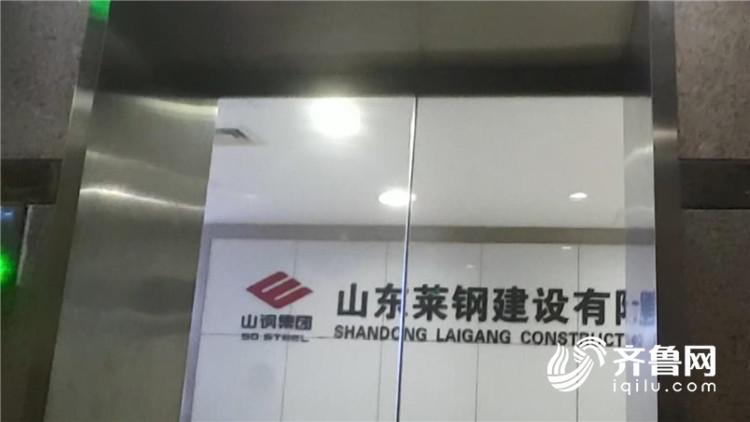 山东莱钢建设有
SHANDONG LAIGANG CONSTRUCT
山钢集团
SD STEEL
齐鲁网
iqilu.com